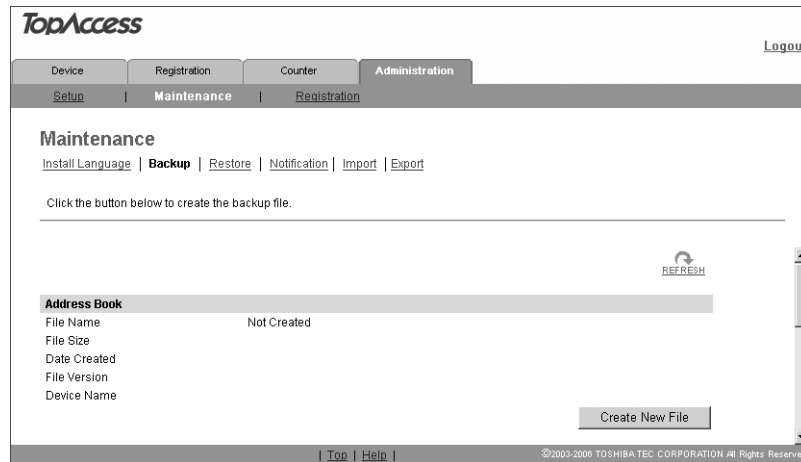 TopAccess
Logou
Device Registration Counter Administration
Setup | Maintenance | Registration
Maintenance
Install Language | Backup | Restore | Notification | Import | Export
Click the button below to create the backup file.
REFRESH
Address Book
File Name Not Created
File Size
Date Created
File Version
Device Name
Create New File
| Top | Help | ©2003-2006 TOSHIBA TEC CORPORATION All Rights Reserve